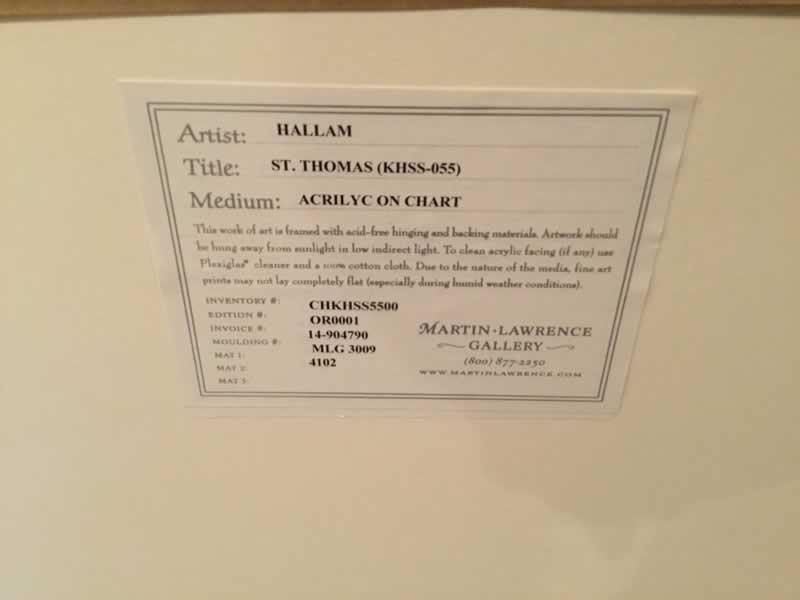 Artist: HALLAM
Title: ST. THOMAS (KHSS-055)
Medium: ACRILYC ON CHART
This work of art is framed with acid-free hinging and backing materials. Artwork should
be hung away from sunlight in low indirect light. To clean acrylic facing (if any) use
Plexiglas® cleaner and a 100% cotton cloth. Due to the nature of the media, fine art
prints may not lay completely flat (especially during humid weather conditions).
INVENTORY #: CHKHSS5500
EDITION #: OR0001
INVOICE #: 14-904790
MOULDING #: MLG 3009
MAT 1: 4102
MAT 2:
MAT 3:
MARTIN·LAWRENCE
GALLERY
(800) 877-2250
WWW.MARTINLAWRENCE.COM